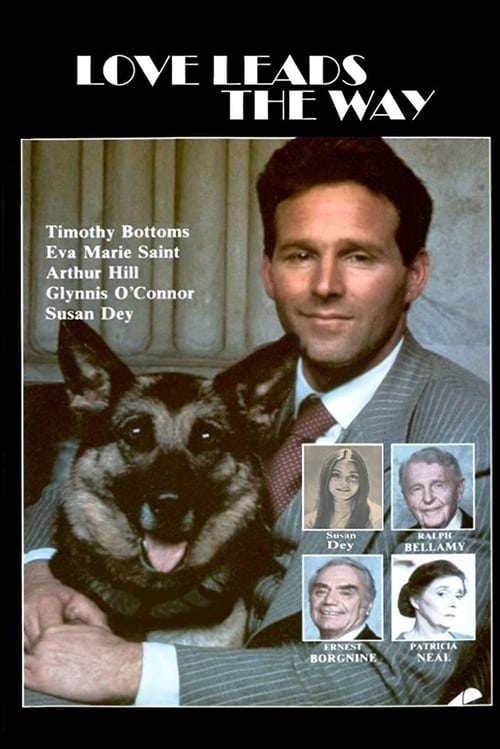 LOVE LEADS
THE WAY
Timothy Bottoms
Eva Marie Saint
Arthur Hill
Glynnis O'Connor
Susan Dey
Susan
Dey
RALPH
BELLAMY
ERNEST
BORGNINE
PATRICIA
NEAL